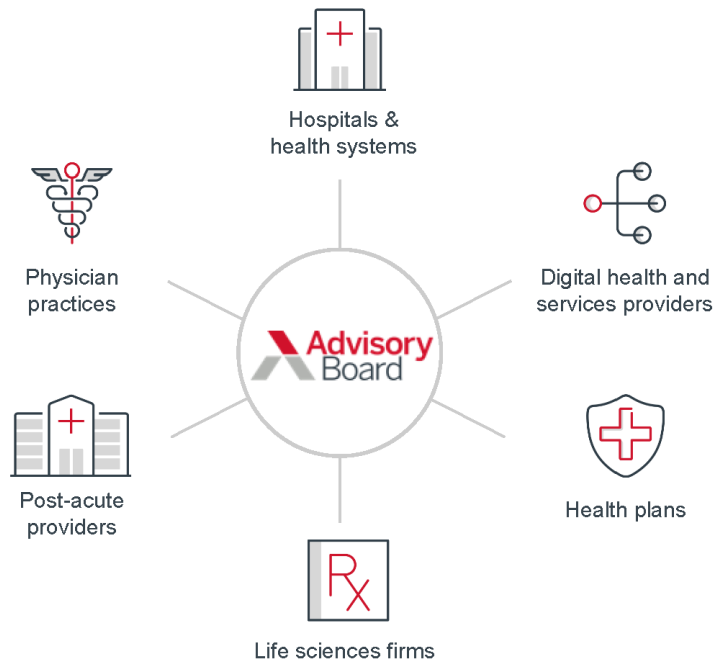 Hospitals &
health systems
Physician
practices
Digital health and
services providers
Advisory
Board
Post-acute
providers
Health plans
Rx
Life sciences firms